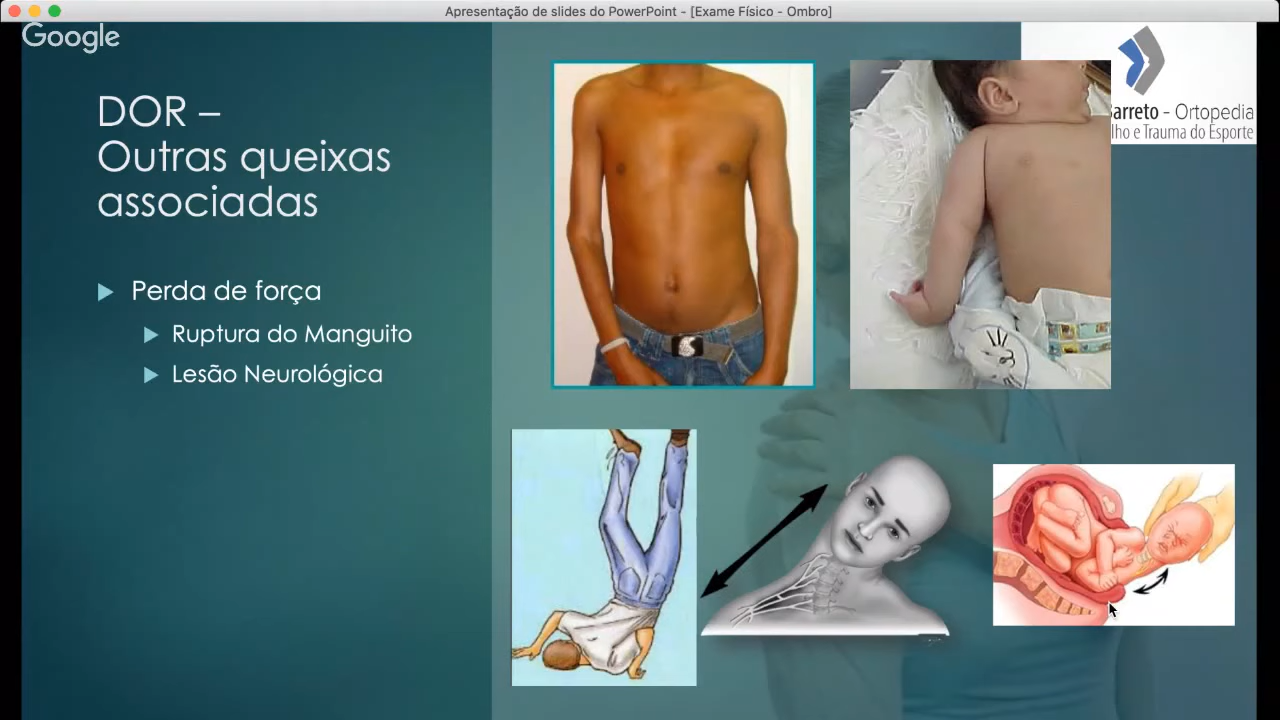 Apresentação de slides do PowerPoint - [Exame Físico - Ombro]
Google
DOR –
Outras queixas
associadas
Perda de força
Ruptura do Manguito
Lesão Neurológica
arreto - Ortopedia
lho e Trauma do Esporte